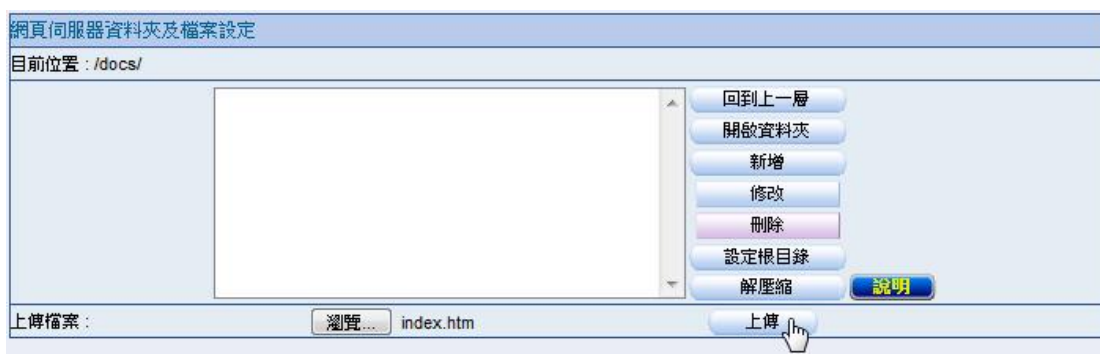 網頁伺服器資料夾及檔案設定
目前位置 : /docs/
回到上一層
開啟資料夾
新增
修改
刪除
設定根目錄
解壓縮 說明
上傳檔案 : 瀏覽... index.htm 上傳